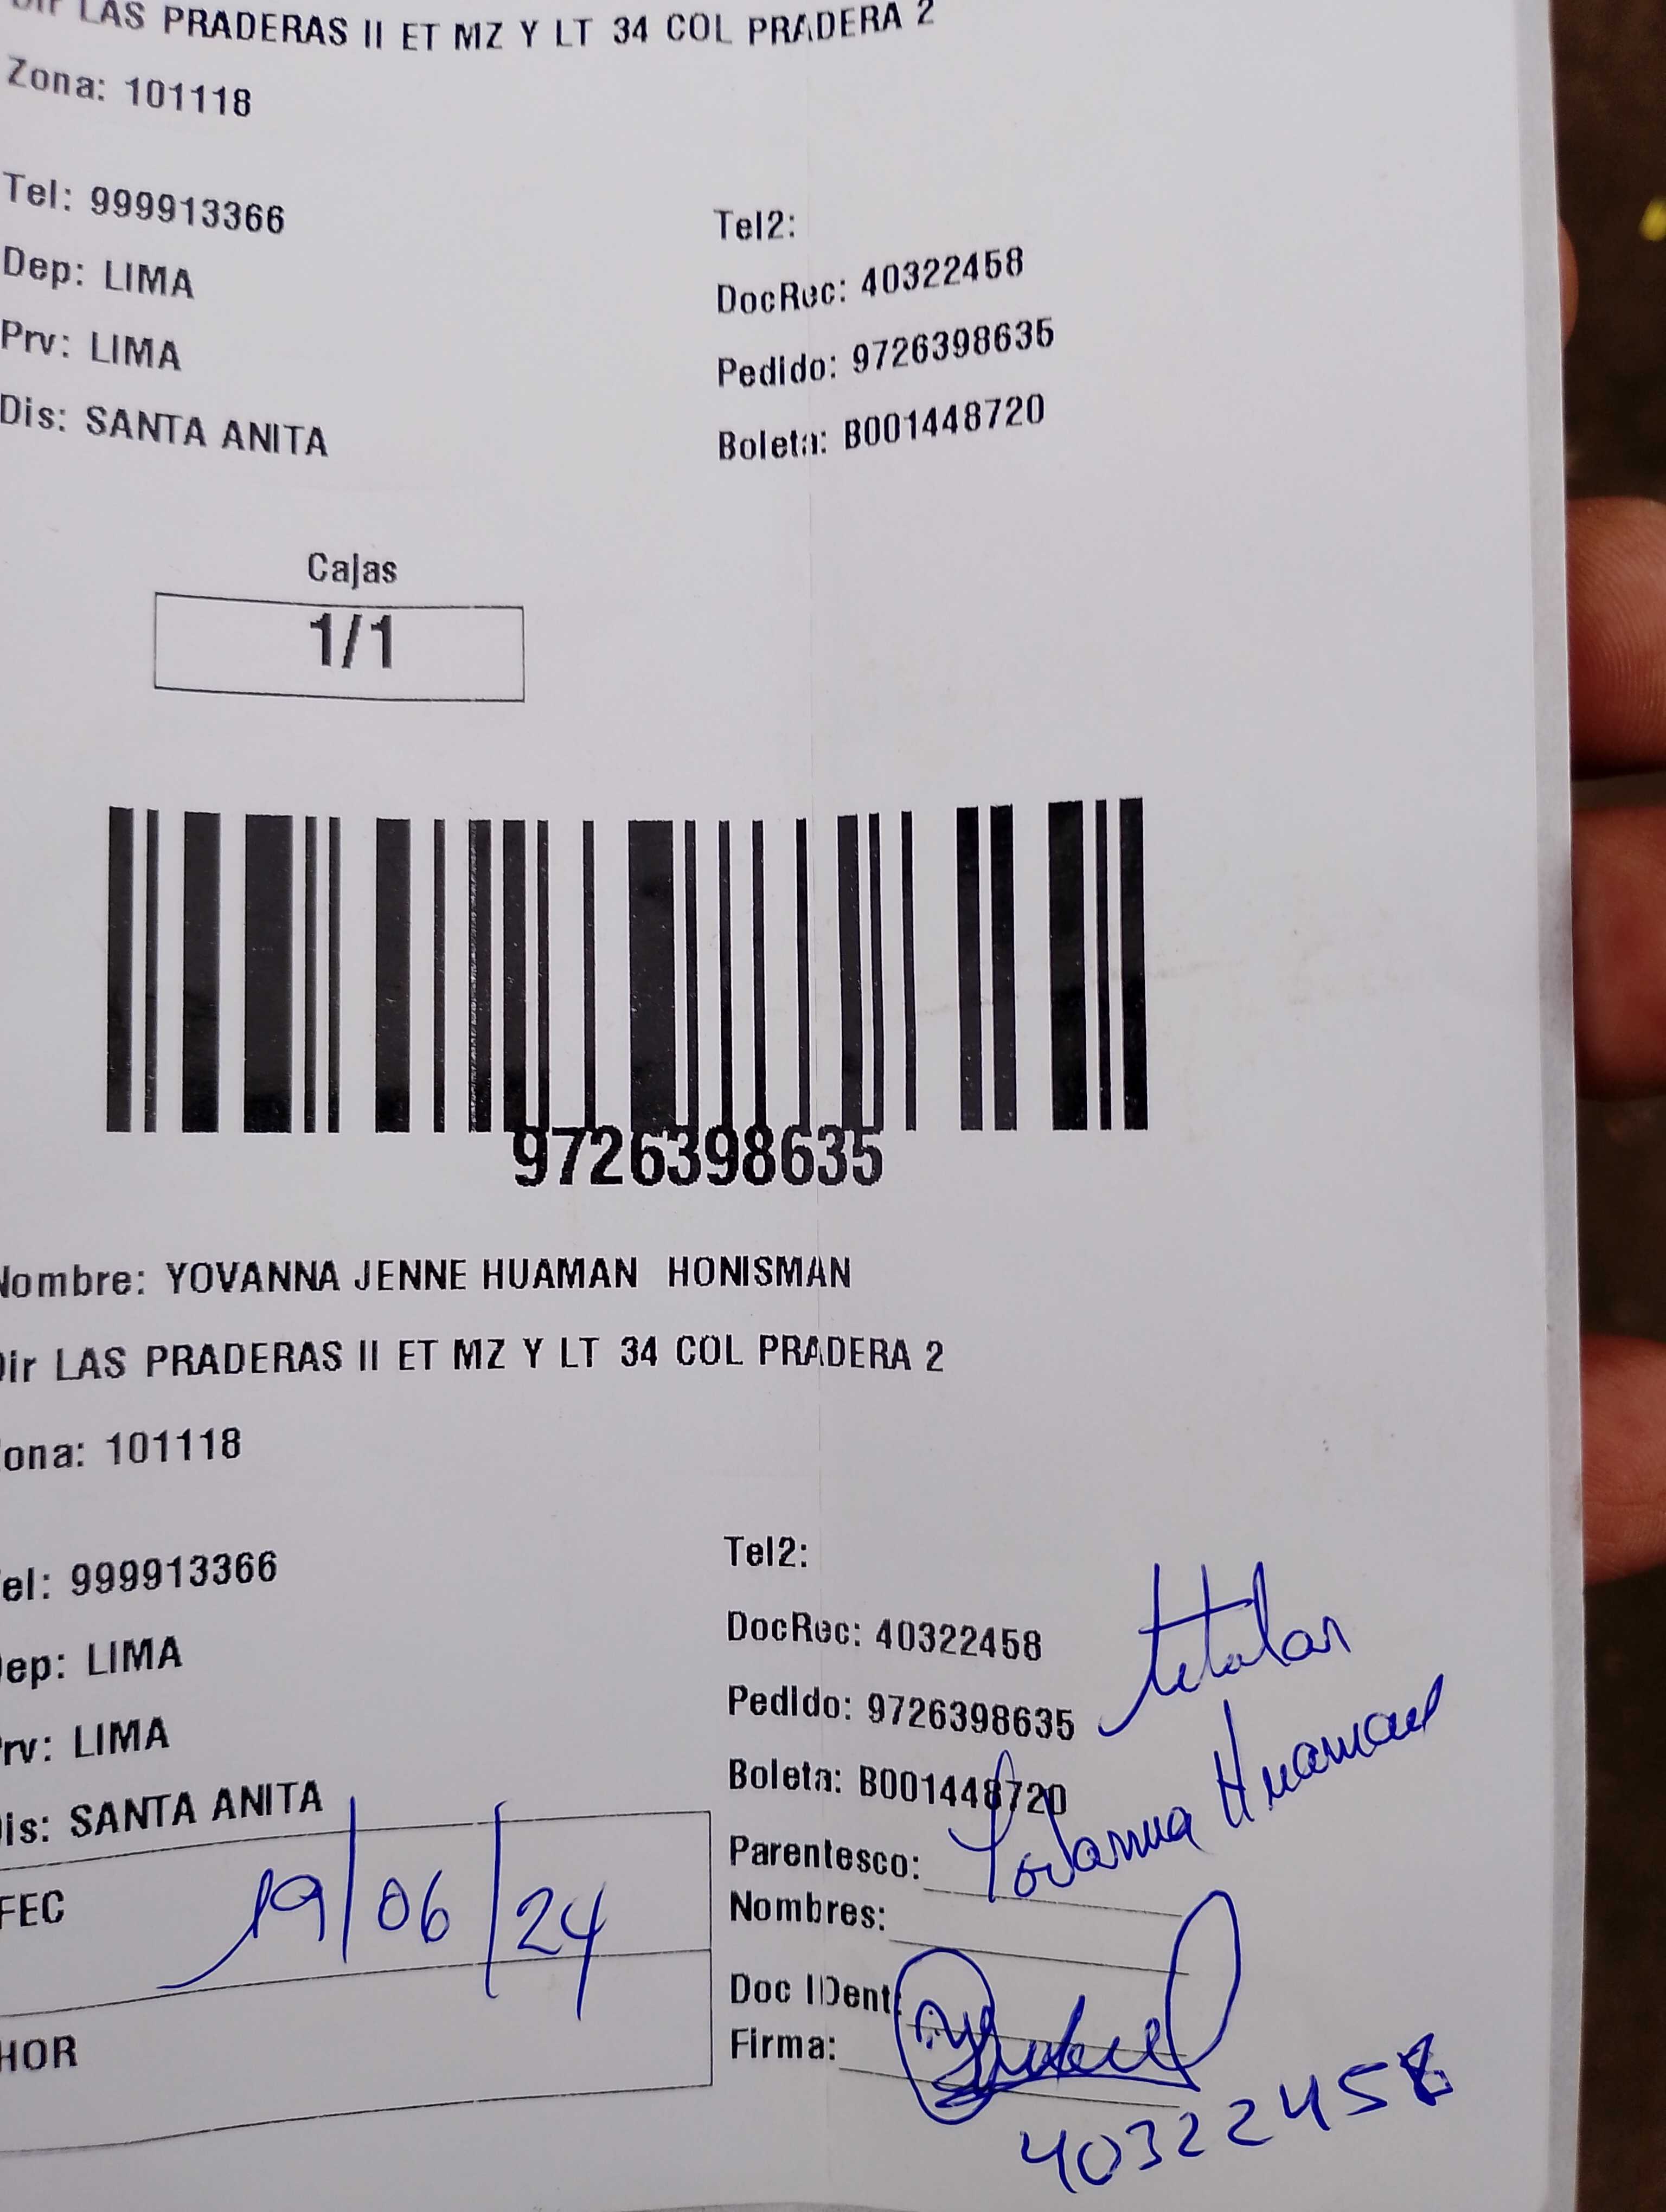 Dir LAS PRADERAS II ET MZ Y LT 34 COL PRADERA 2
Zona: 101118
Tel: 999913366
Tel2:
Dep: LIMA
DocRec: 40322458
Prv: LIMA
Pedido: 9726398635
Dis: SANTA ANITA
Boleta: B001448720
Cajas
1/1
9726398635
Nombre: YOVANNA JENNE HUAMAN HONISMAN
Dir LAS PRADERAS II ET MZ Y LT 34 COL PRADERA 2
ona: 101118
el: 999913366
Tel2:
ep: LIMA
DocRec: 40322458
titular
rv: LIMA
Pedido: 9726398635
is: SANTA ANITA
Boleta: B001448720
Parentesco: Yovanna Huaman
FEC 19/06/24
Nombres:
Doc IDent:
HOR
Firma:
40322458